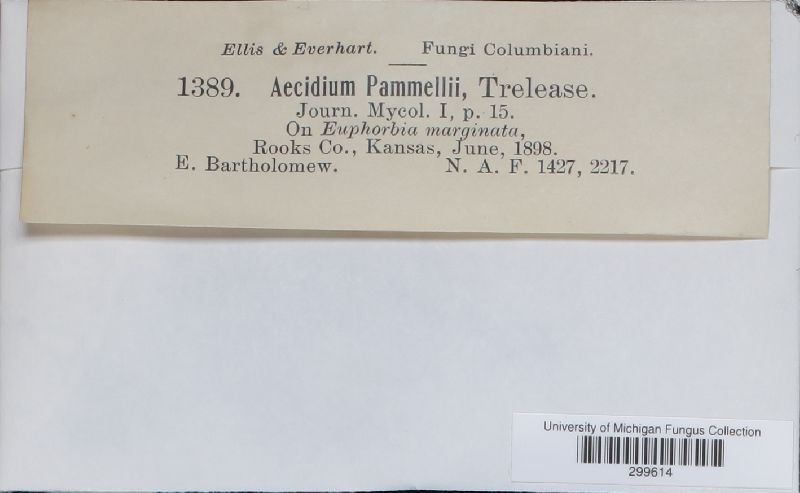 Ellis & Everhart. Fungi Columbiani.
1389. Aecidium Pammellii, Trelease.
Journ. Mycol. I, p. 15.
On Euphorbia marginata,
Rooks Co., Kansas, June, 1898.
E. Bartholomew. N. A. F. 1427, 2217.
University of Michigan Fungus Collection
299614